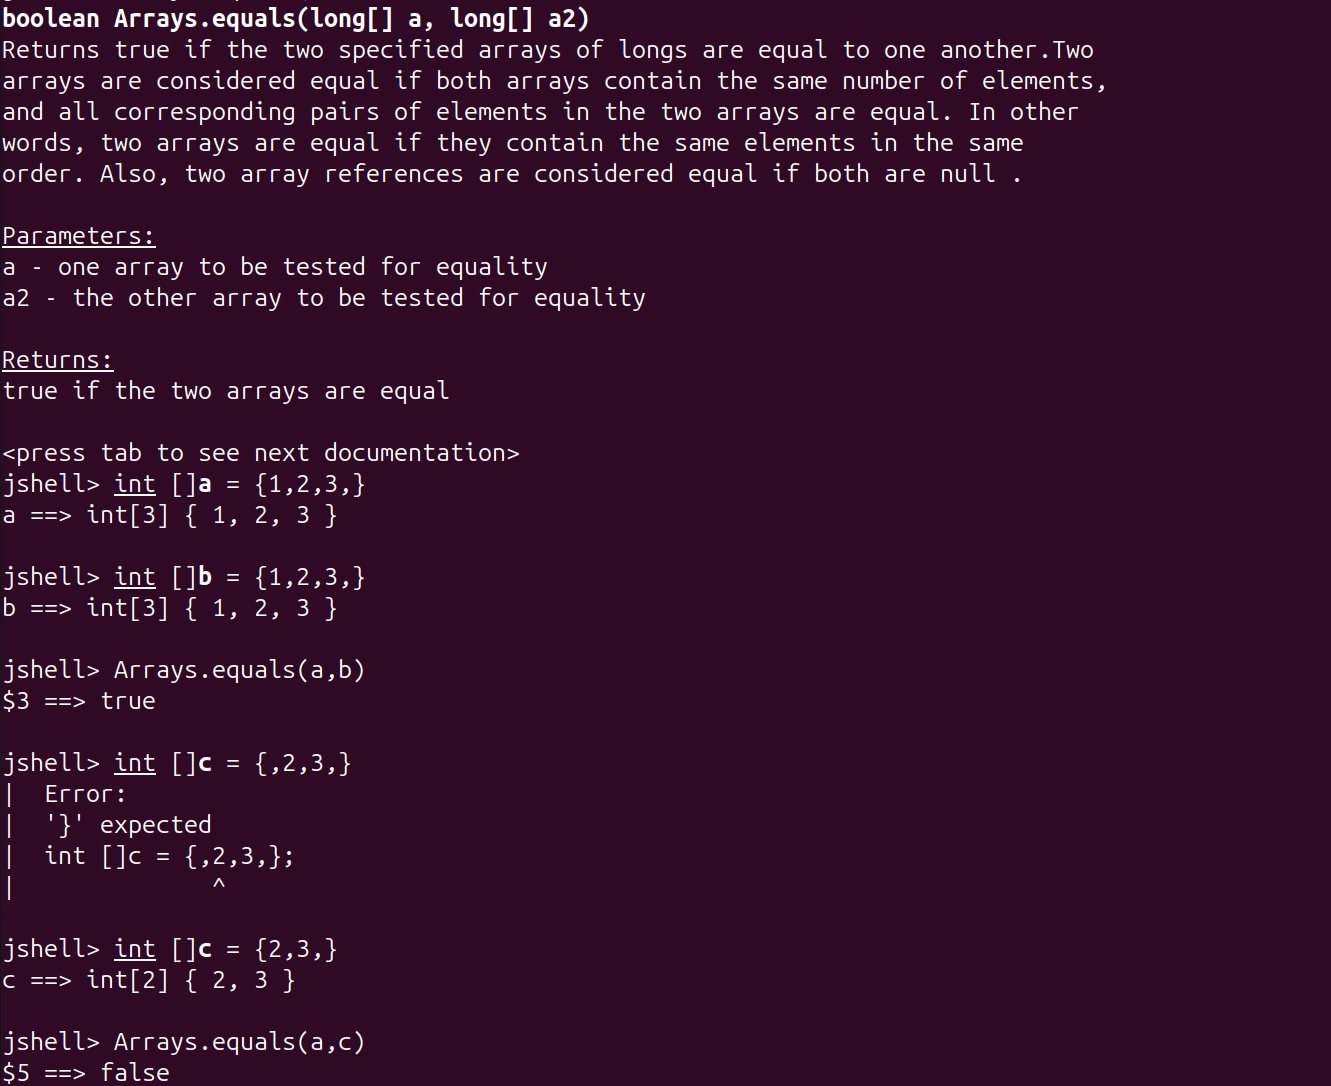 boolean Arrays.equals(long[] a, long[] a2)
Returns true if the two specified arrays of longs are equal to one another.Two
arrays are considered equal if both arrays contain the same number of elements,
and all corresponding pairs of elements in the two arrays are equal. In other
words, two arrays are equal if they contain the same elements in the same
order. Also, two array references are considered equal if both are null .

Parameters:
a - one array to be tested for equality
a2 - the other array to be tested for equality

Returns:
true if the two arrays are equal

<press tab to see next documentation>
jshell> int []a = {1,2,3,}
a ==> int[3] { 1, 2, 3 }

jshell> int []b = {1,2,3,}
b ==> int[3] { 1, 2, 3 }

jshell> Arrays.equals(a,b)
$3 ==> true

jshell> int []c = {,2,3,}
|  Error:
|  '}' expected
|  int []c = {,2,3,};
|              ^

jshell> int []c = {2,3,}
c ==> int[2] { 2, 3 }

jshell> Arrays.equals(a,c)
$5 ==> false